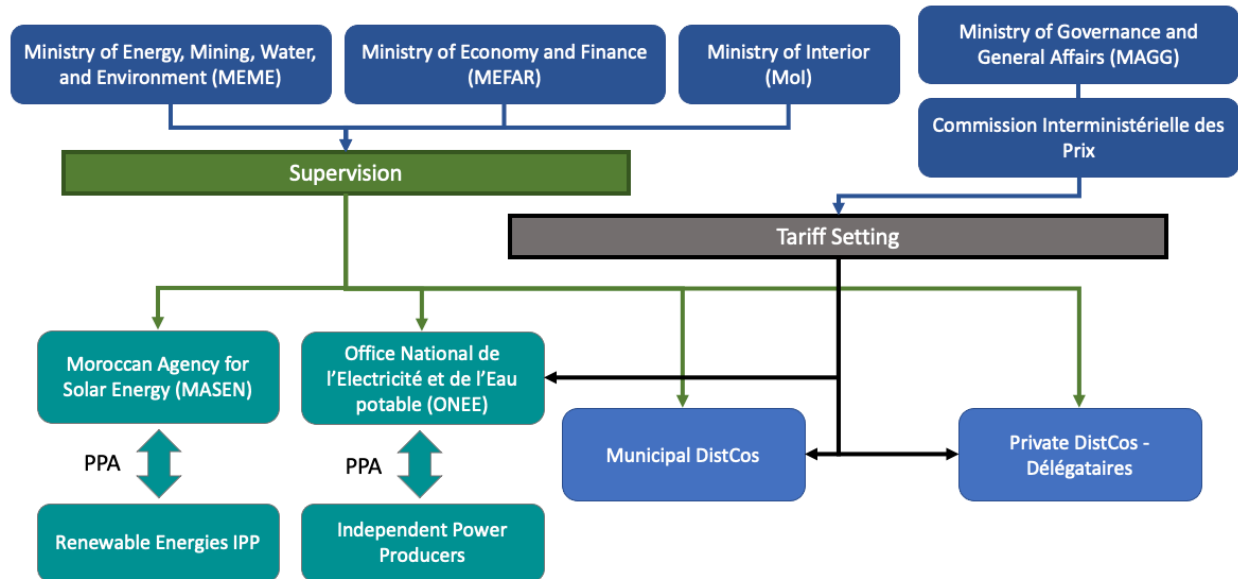 Ministry of Energy, Mining, Water,
and Environment (MEME)
Ministry of Economy and Finance
(MEFAR)
Ministry of Interior
(MoI)
Ministry of Governance and
General Affairs (MAGG)
Commission Interministérielle des
Prix
Supervision
Tariff Setting
Moroccan Agency for
Solar Energy (MASEN)
Office National de
l'Electricité et de l'Eau
potable (ONEE)
Municipal DistCos
Private DistCos -
Délégataires
PPA
PPA
Renewable Energies IPP
Independent Power
Producers